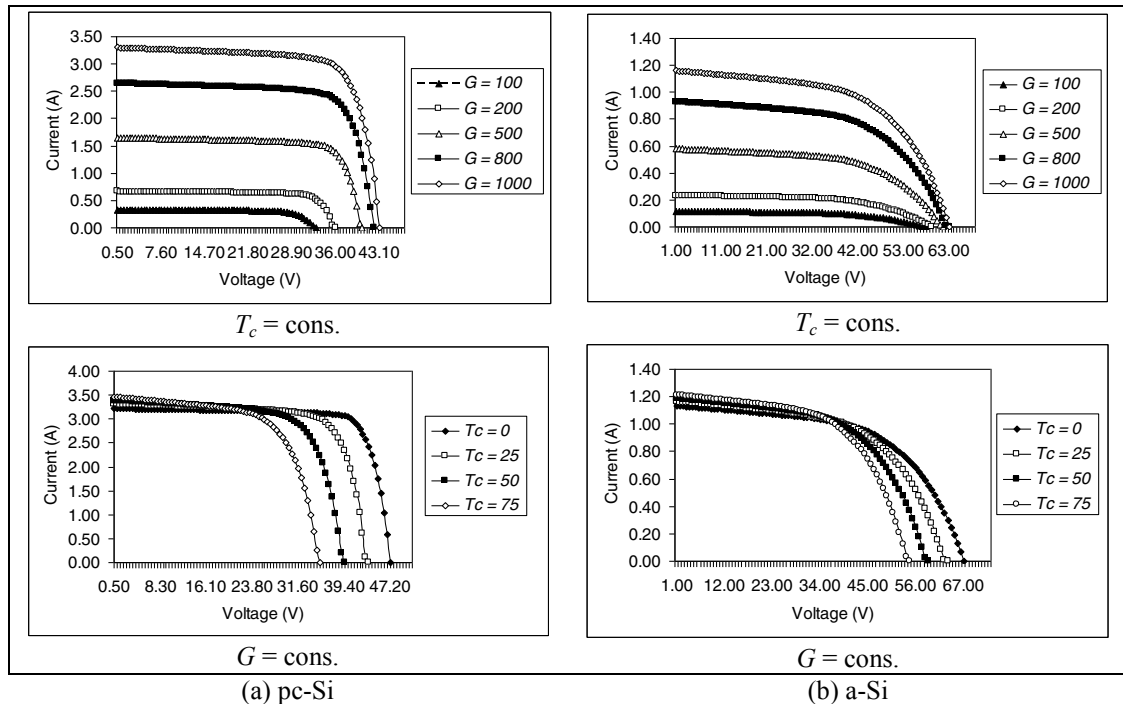 3.50
3.00
2.50
2.00
1.50
1.00
0.50
0.00
Current (A)
0.50 7.60 14.70 21.80 28.90 36.00 43.10
Voltage (V)
G = 100
G = 200
G = 500
G = 800
G = 1000
T_c = cons.
1.40
1.20
1.00
0.80
0.60
0.40
0.20
0.00
Current (A)
1.00 11.00 21.00 32.00 42.00 53.00 63.00
Voltage (V)
G = 100
G = 200
G = 500
G = 800
G = 1000
T_c = cons.
4.00
3.50
3.00
2.50
2.00
1.50
1.00
0.50
0.00
Current (A)
0.50 8.30 16.10 23.80 31.60 39.40 47.20
Voltage (V)
Tc = 0
Tc = 25
Tc = 50
Tc = 75
G = cons.
(a) pc-Si
1.40
1.20
1.00
0.80
0.60
0.40
0.20
0.00
Current (A)
1.00 12.00 23.00 34.00 45.00 56.00 67.00
Voltage (V)
Tc = 0
Tc = 25
Tc = 50
Tc = 75
G = cons.
(b) a-Si